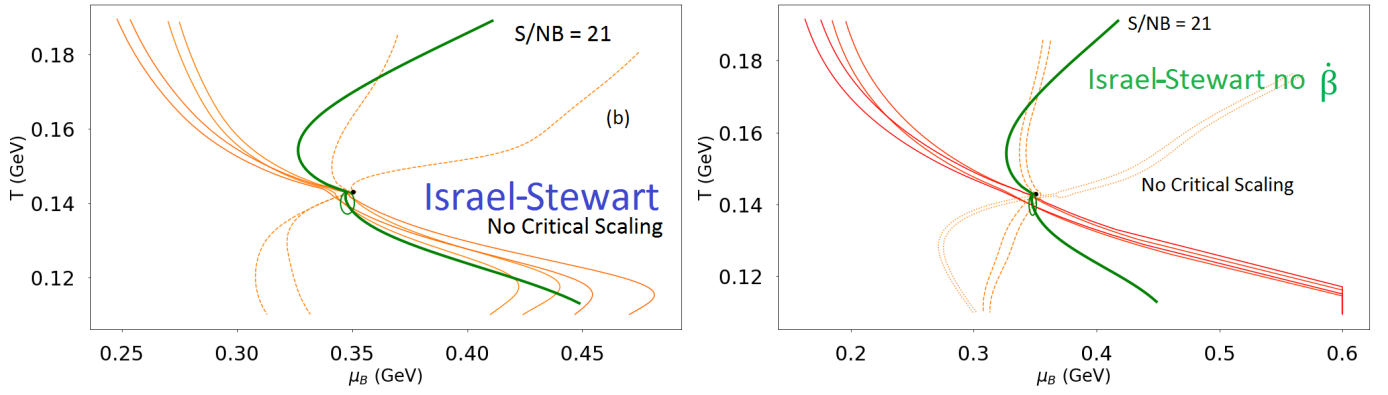 S/NB = 21
0.18
0.16
(b)
T (GeV)
Israel-Stewart
0.14
No Critical Scaling
0.12
0.25 0.30 0.35 0.40 0.45
μB (GeV)
S/NB = 21
0.18
Israel-Stewart no β̇
0.16
T (GeV)
No Critical Scaling
0.14
0.12
0.2 0.3 0.4 0.5 0.6
μB (GeV)